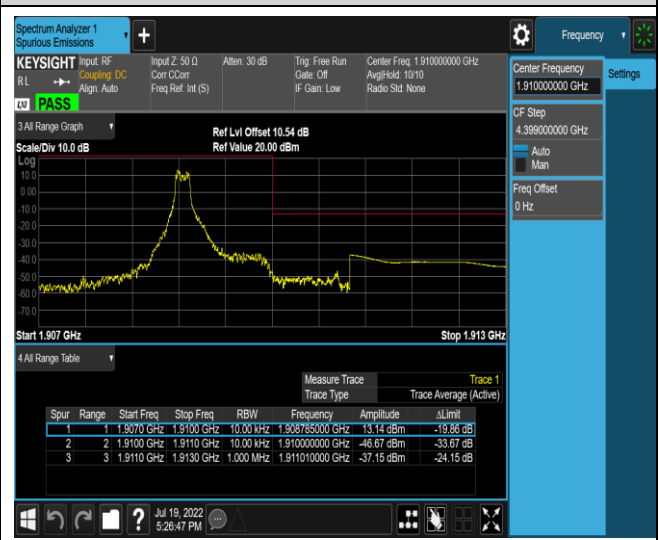 Spectrum Analyzer 1
Spurious Emissions
+
Frequency
KEYSIGHT Input: RF Input Z: 50 Ω Atten: 30 dB Trig: Free Run Center Freq: 1.910000000 GHz
RL Coupling: DC Corr CCorr Gate: Off Avg|Hold: 10/10
Align: Auto Freq Ref: Int (S) IF Gain: Low Radio Std: None
LXI PASS
Center Frequency
1.910000000 GHz
Settings
CF Step
4.399000000 GHz
Auto
Man
Freq Offset
0 Hz
3 All Range Graph
Ref Lvl Offset 10.54 dB
Scale/Div 10.0 dB Ref Value 20.00 dBm
Log
10.0
0.00
-10.0
-20.0
-30.0
-40.0
-50.0
-60.0
-70.0
Start 1.907 GHz Stop 1.913 GHz
4 All Range Table
Measure Trace Trace 1
Trace Type Trace Average (Active)
Spur Range Start Freq Stop Freq RBW Frequency Amplitude ΔLimit
1 1 1.9070 GHz 1.9100 GHz 10.00 kHz 1.908785000 GHz 13.14 dBm -19.86 dB
2 2 1.9100 GHz 1.9110 GHz 10.00 kHz 1.910000000 GHz -46.67 dBm -33.67 dB
3 3 1.9110 GHz 1.9130 GHz 1.000 MHz 1.911010000 GHz -37.15 dBm -24.15 dB
? Jul 19, 2022
5:26:47 PM